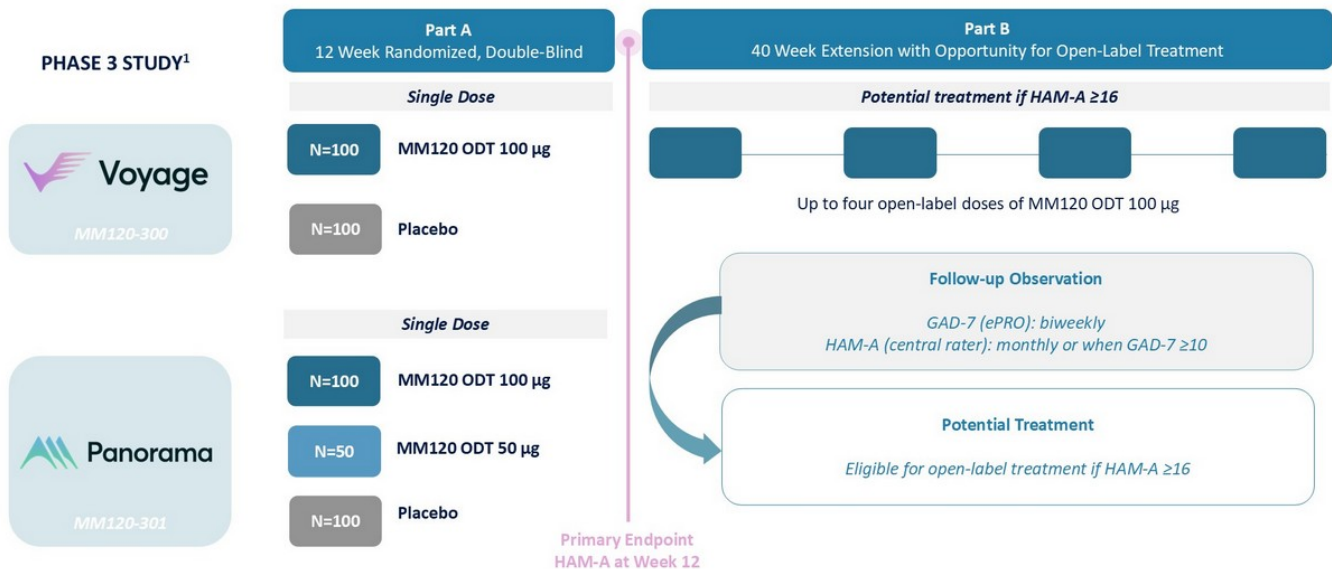 PHASE 3 STUDY¹
Part A
12 Week Randomized, Double-Blind
Part B
40 Week Extension with Opportunity for Open-Label Treatment
Single Dose
Potential treatment if HAM-A ≥16
Voyage
MM120-300
N=100
MM120 ODT 100 µg
N=100
Placebo
Up to four open-label doses of MM120 ODT 100 µg
Follow-up Observation
GAD-7 (ePRO): biweekly
HAM-A (central rater): monthly or when GAD-7 ≥10
Single Dose
Panorama
MM120-301
N=100
MM120 ODT 100 µg
N=50
MM120 ODT 50 µg
N=100
Placebo
Potential Treatment
Eligible for open-label treatment if HAM-A ≥16
Primary Endpoint
HAM-A at Week 12